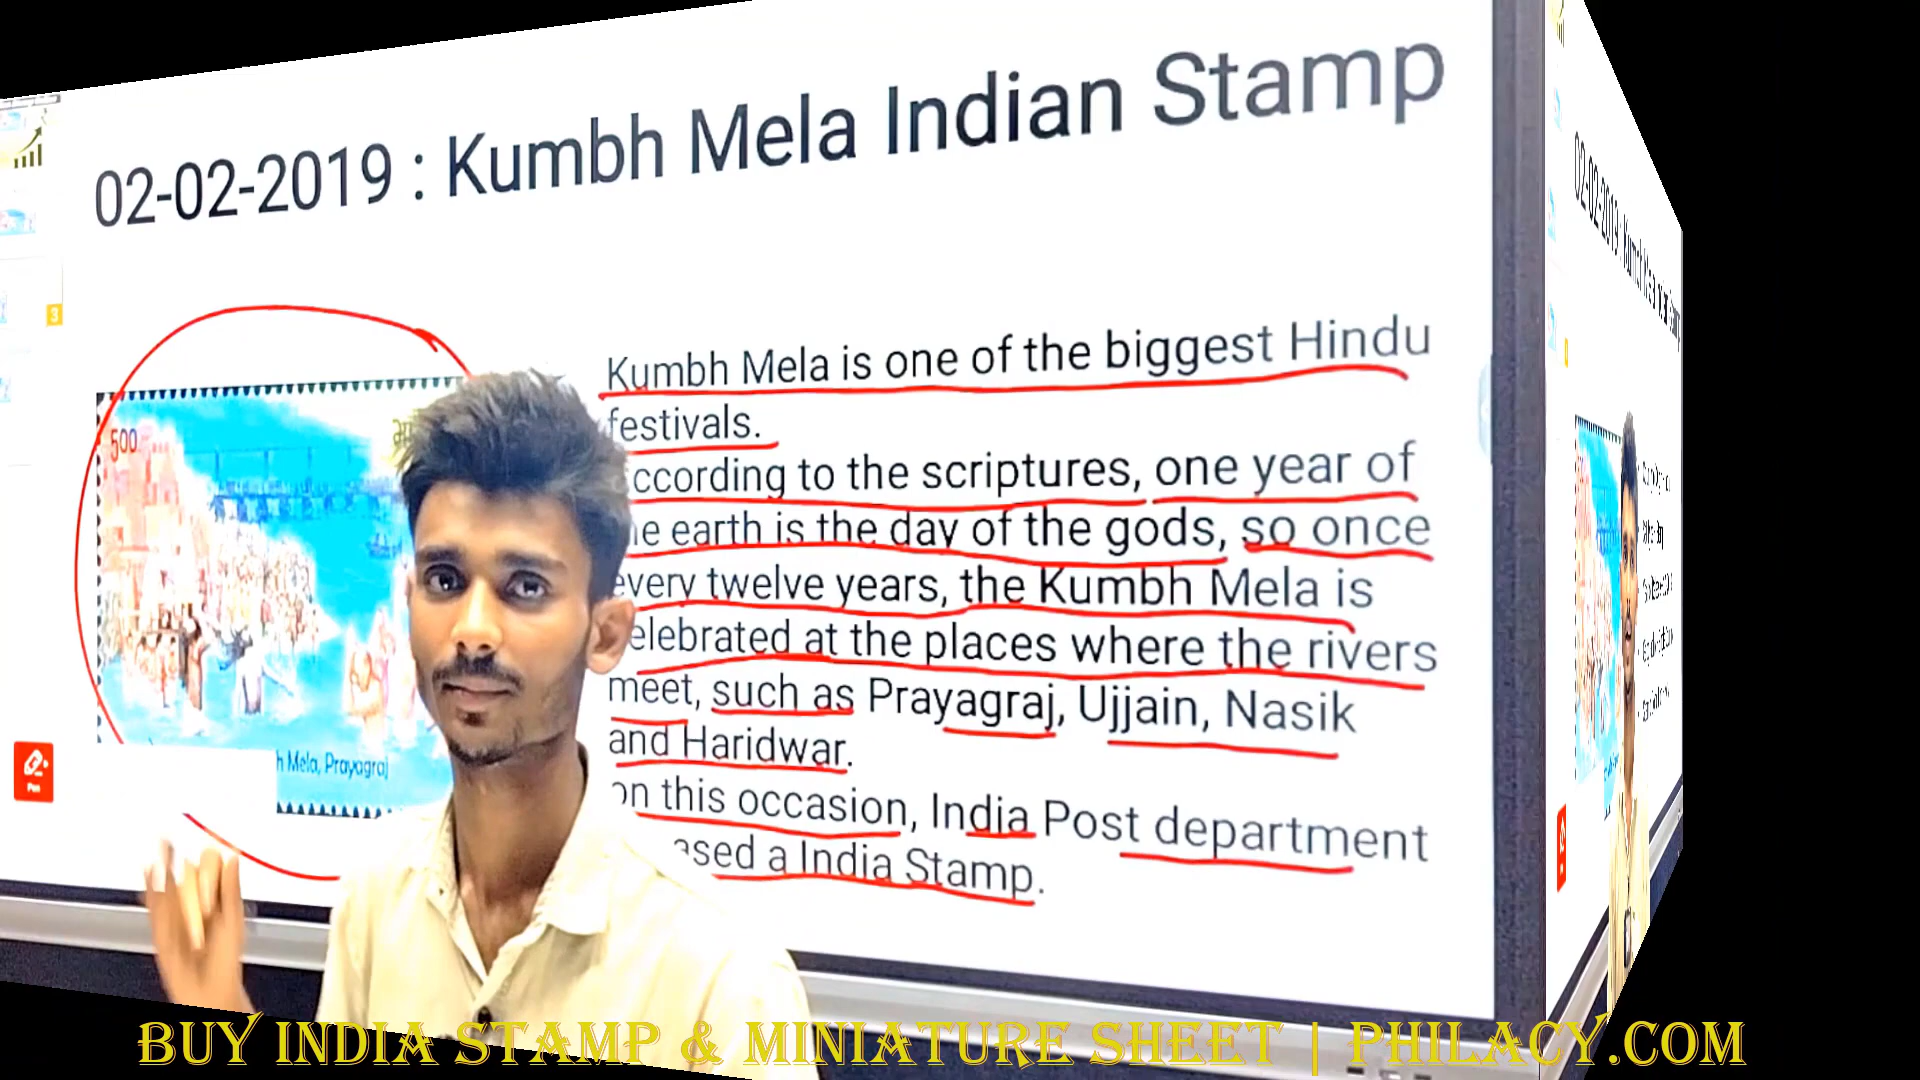 02-02-2019 : Kumbh Mela Indian Stamp
3
500
Kumbh Mela is one of the biggest Hindu
festivals.
ccording to the scriptures, one year of
e earth is the day of the gods, so once
every twelve years, the Kumbh Mela is
elebrated at the places where the rivers
meet, such as Prayagraj, Ujjain, Nasik
and Haridwar.
on this occasion, India Post department
ased a India Stamp.
h Mela, Prayagraj
Pen
BUY INDIA STAMP & MINIATURE SHEET | PHILACY.COM